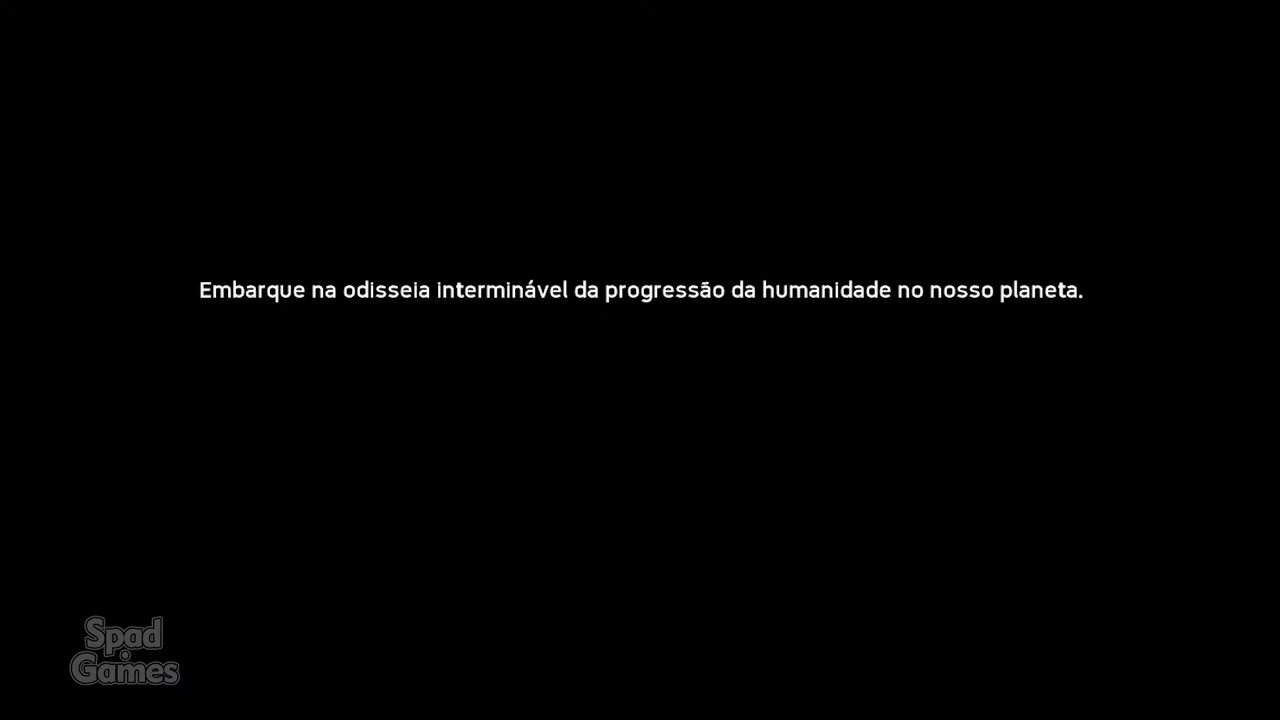 Embarque na odisseia interminável da progressão da humanidade no nosso planeta.
Spad
Games